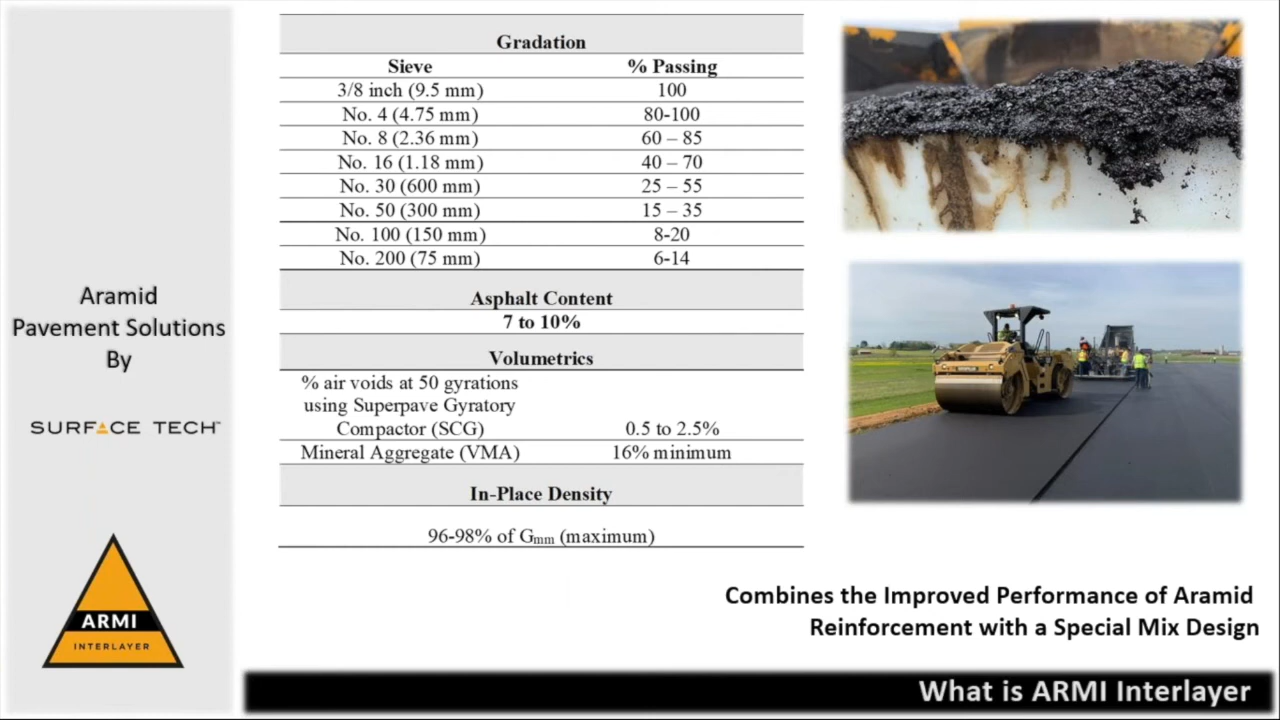 Gradation
Sieve % Passing
3/8 inch (9.5 mm) 100
No. 4 (4.75 mm) 80-100
No. 8 (2.36 mm) 60 – 85
No. 16 (1.18 mm) 40 – 70
No. 30 (600 mm) 25 – 55
No. 50 (300 mm) 15 – 35
No. 100 (150 mm) 8-20
No. 200 (75 mm) 6-14
Asphalt Content
7 to 10%
Volumetrics
% air voids at 50 gyrations
using Superpave Gyratory
Compactor (SCG) 0.5 to 2.5%
Mineral Aggregate (VMA) 16% minimum
In-Place Density
96-98% of Gmm (maximum)
Aramid
Pavement Solutions
By
SURFACE TECH™
ARMI
INTERLAYER
Combines the Improved Performance of Aramid
Reinforcement with a Special Mix Design
What is ARMI Interlayer